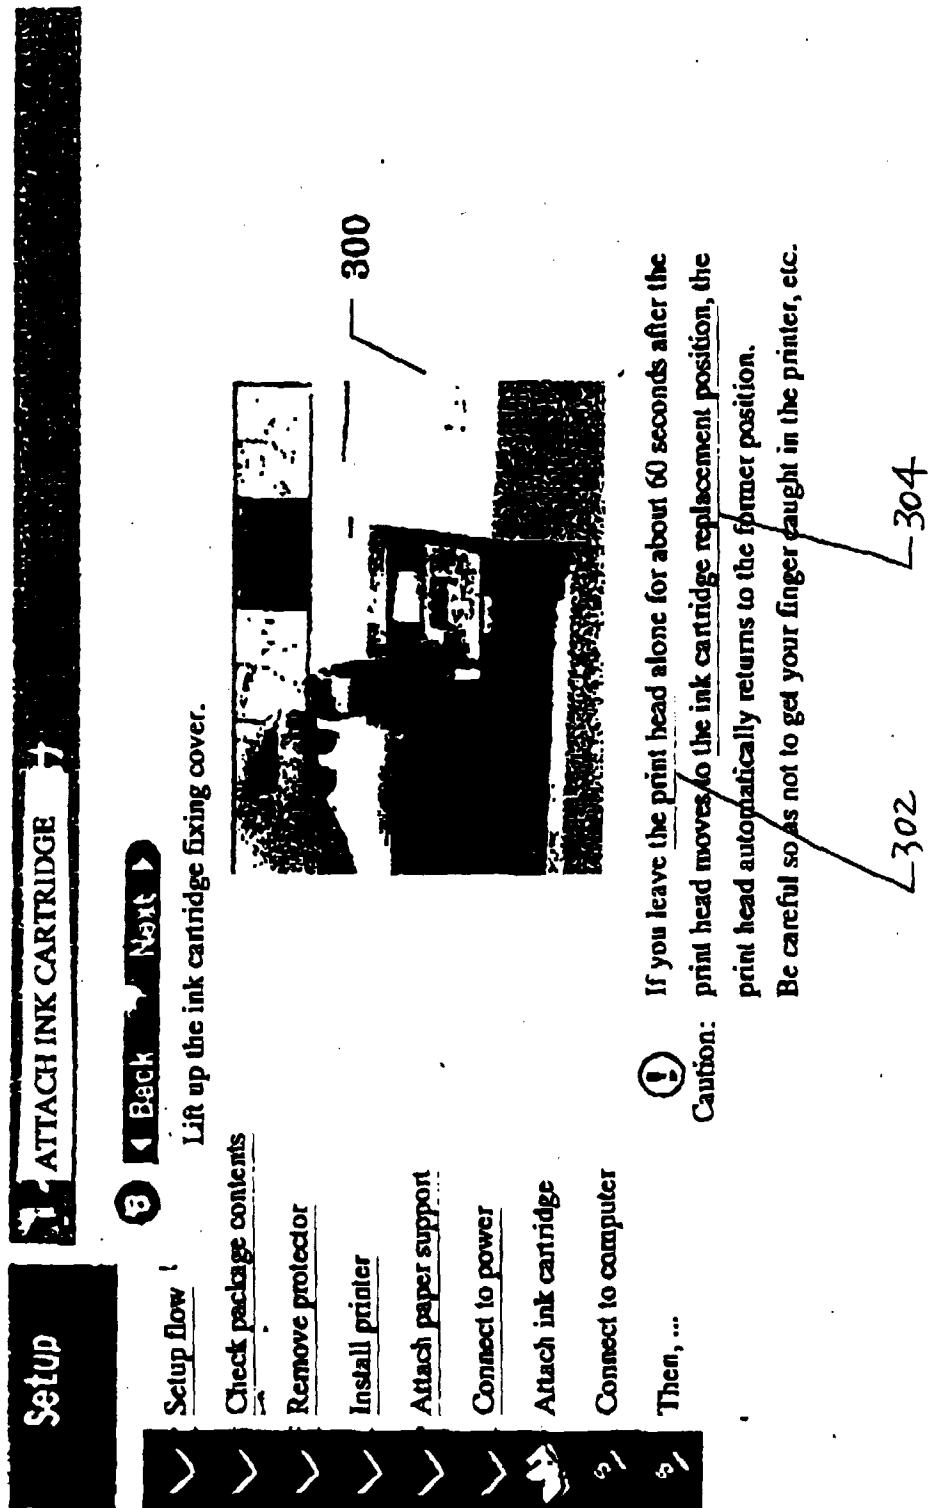 Setup
ATTACH INK CARTRIDGE
a Back Next
Lift up the ink cartridge fixing cover.
Setup flow
Check package contents
Remove protector
Install printer
Attach paper support
Connect to power
Attach ink cartridge
Connect to computer
Then, ...
300
Caution:
If you leave the print head alone for about 60 seconds after the
print head moves to the ink cartridge replacement position, the
print head automatically returns to the former position.
Be careful so as not to get your finger caught in the printer, etc.
302
304